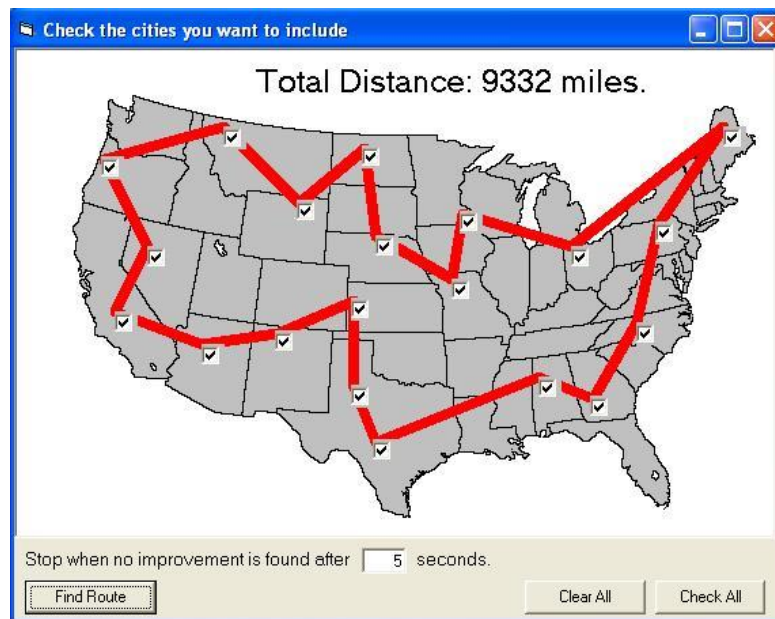 Check the cities you want to include
Total Distance: 9332 miles.
Stop when no improvement is found after 5 seconds.
Find Route
Clear All
Check All